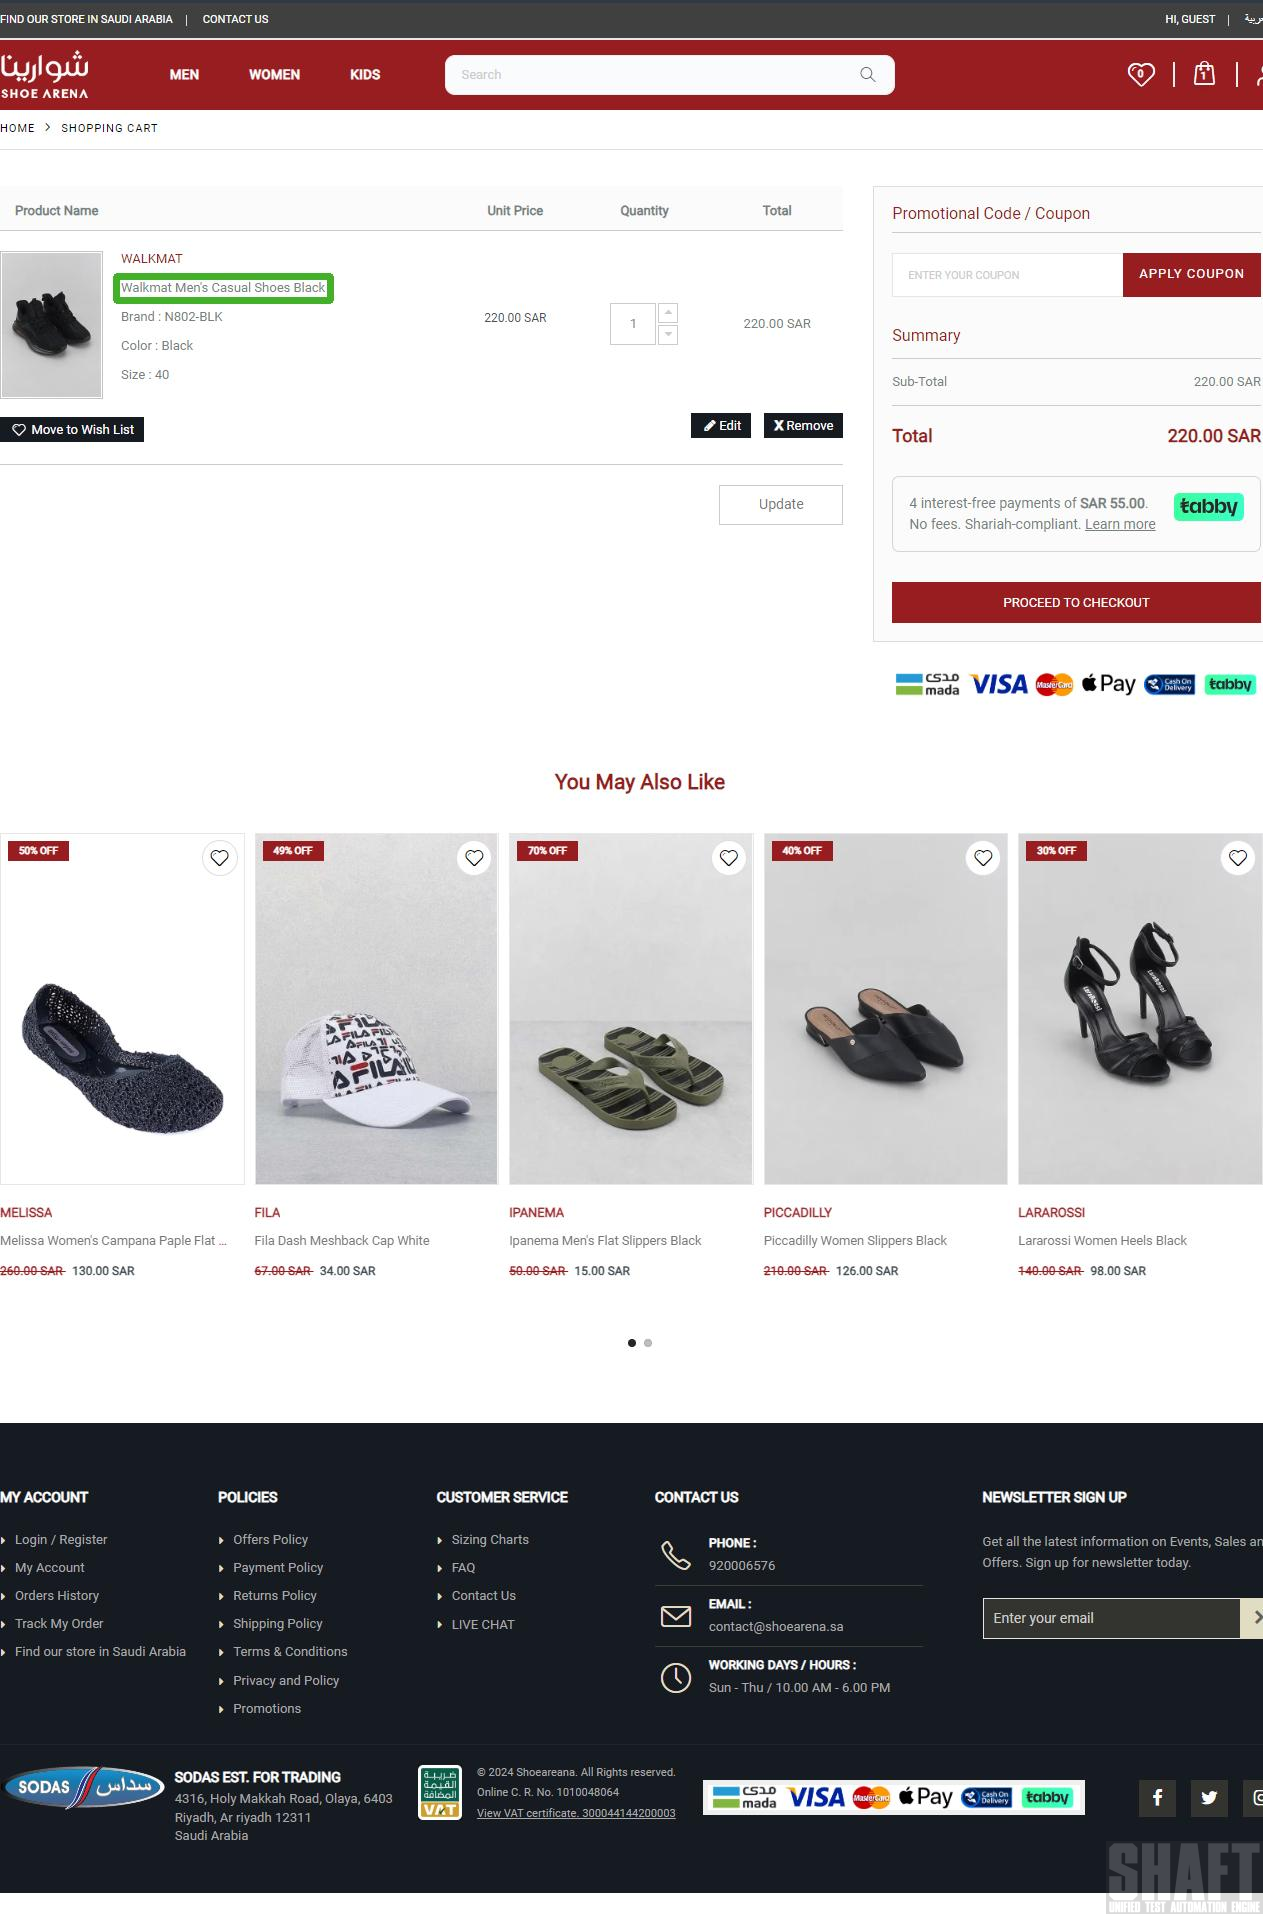 FIND OUR STORE IN SAUDI ARABIA | CONTACT US
HI, GUEST |
شوارينا
SHOE ARENA
MEN WOMEN KIDS
Search
0
1
HOME > SHOPPING CART
Product Name Unit Price Quantity Total
WALKMAT
Walkmat Men's Casual Shoes Black
Brand : N802-BLK
Color : Black
Size : 40
220.00 SAR 1 220.00 SAR
Move to Wish List
Edit X Remove
Update
Promotional Code / Coupon
ENTER YOUR COUPON APPLY COUPON
Summary
Sub-Total 220.00 SAR
Total 220.00 SAR
4 interest-free payments of SAR 55.00.
No fees. Shariah-compliant. Learn more
tabby
PROCEED TO CHECKOUT
مدى mada VISA MasterCard Pay Cash On Delivery tabby
You May Also Like
50% OFF 49% OFF 70% OFF 40% OFF 30% OFF
MELISSA FILA IPANEMA PICCADILLY LARAROSSI
Melissa Women's Campana Paple Flat ... Fila Dash Meshback Cap White Ipanema Men's Flat Slippers Black Piccadilly Women Slippers Black Lararossi Women Heels Black
260.00 SAR 130.00 SAR 67.00 SAR 34.00 SAR 50.00 SAR 15.00 SAR 210.00 SAR 126.00 SAR 140.00 SAR 98.00 SAR
MY ACCOUNT
Login / Register
My Account
Orders History
Track My Order
Find our store in Saudi Arabia
POLICIES
Offers Policy
Payment Policy
Returns Policy
Shipping Policy
Terms & Conditions
Privacy and Policy
Promotions
CUSTOMER SERVICE
Sizing Charts
FAQ
Contact Us
LIVE CHAT
CONTACT US
PHONE :
920006576
EMAIL :
contact@shoearena.sa
WORKING DAYS / HOURS :
Sun - Thu / 10.00 AM - 6.00 PM
NEWSLETTER SIGN UP
Get all the latest information on Events, Sales an
Offers. Sign up for newsletter today.
Enter your email
SODAS سداس
SODAS EST. FOR TRADING
4316, Holy Makkah Road, Olaya, 6403
Riyadh, Ar riyadh 12311
Saudi Arabia
ضريبة
القيمة
المضافة
VAT
© 2024 Shoeareana. All Rights reserved.
Online C. R. No. 1010048064
View VAT certificate. 300044144200003
مدى mada VISA MasterCard Pay Cash On Delivery tabby
SHAFT
UNIFIED TEST AUTOMATION ENGINE